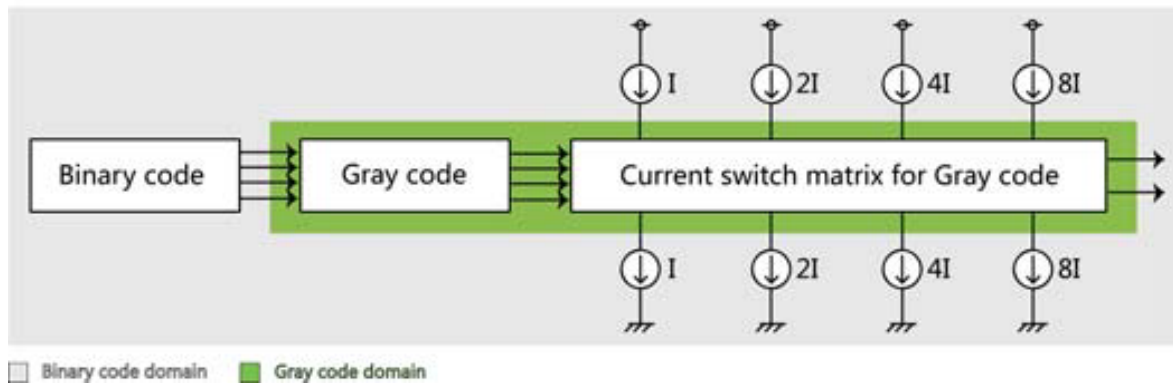 I 2I 4I 8I
Binary code Gray code Current switch matrix for Gray code
I 2I 4I 8I
Binary code domain Gray code domain